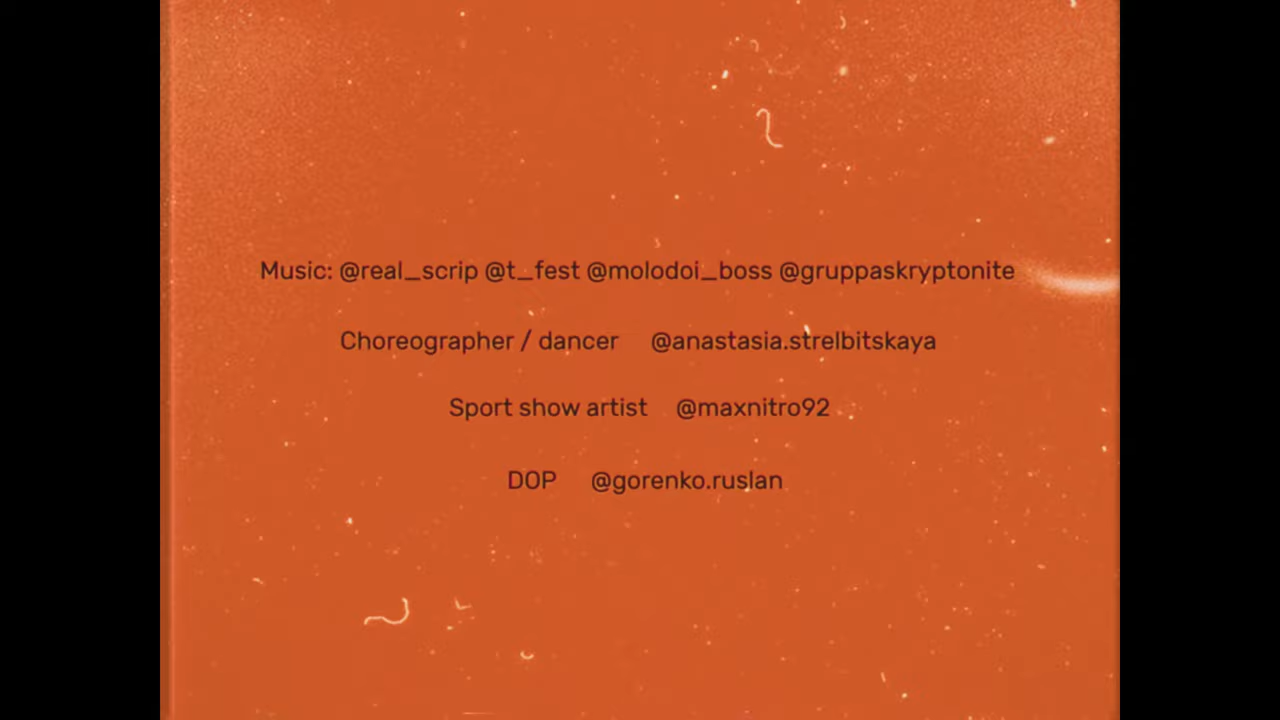 Music: @real_scrip @t_fest @molodoi_boss @gruppaskryptonite
Choreographer / dancer @anastasia.strelbitskaya
Sport show artist @maxnitro92
DOP @gorenko.ruslan